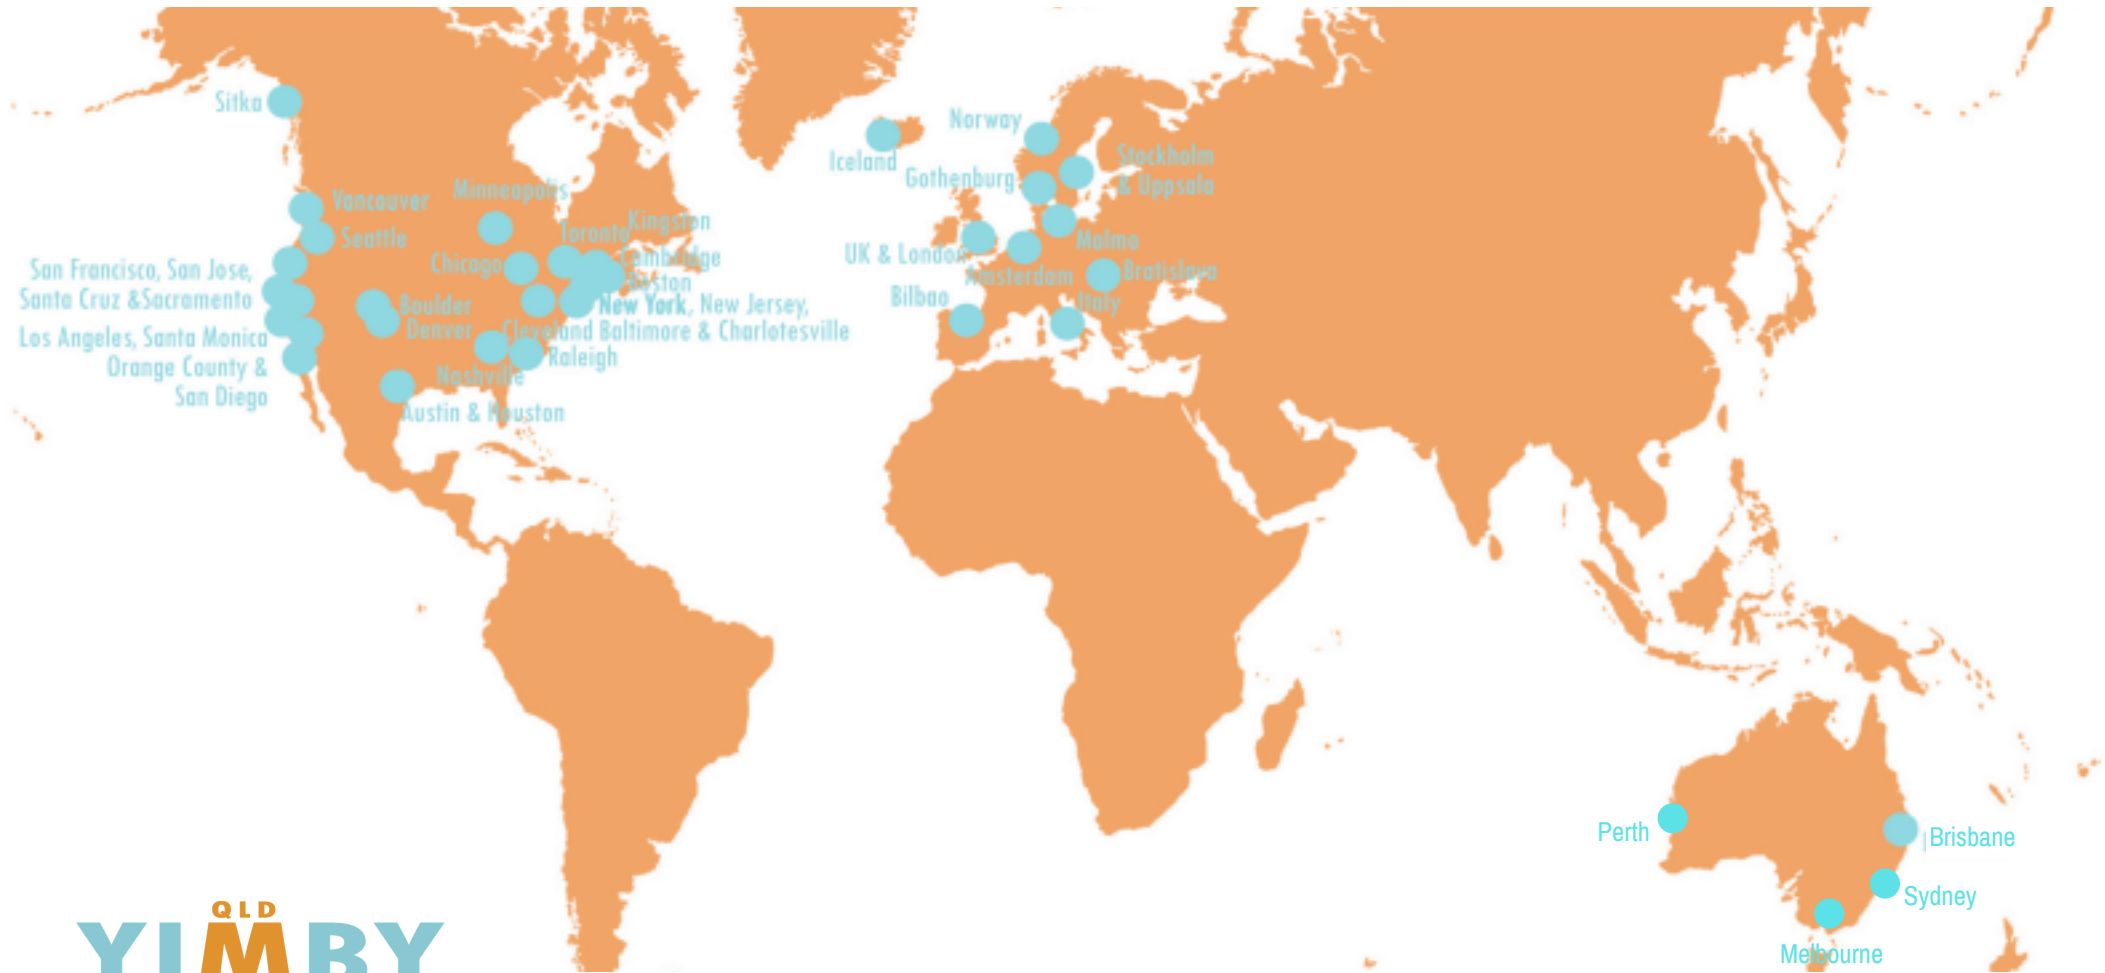 Sitka
Vancouver
Seattle
Minneapolis
Kingston
Toronto
Chicago
Cambridge
Boston
San Francisco, San Jose,
Santa Cruz &Sacramento
Boulder
Denver
New York, New Jersey,
Cleveland Baltimore & Charlotesville
Los Angeles, Santa Monica
Orange County &
San Diego
Raleigh
Nashville
Austin & Houston
Iceland
Norway
Gothenburg
Stockholm
& Uppsala
UK & London
Malmo
Amsterdam
Bratislava
Bilbao
Italy
Perth
Brisbane
Sydney
Melbourne
QLD
YIMBY